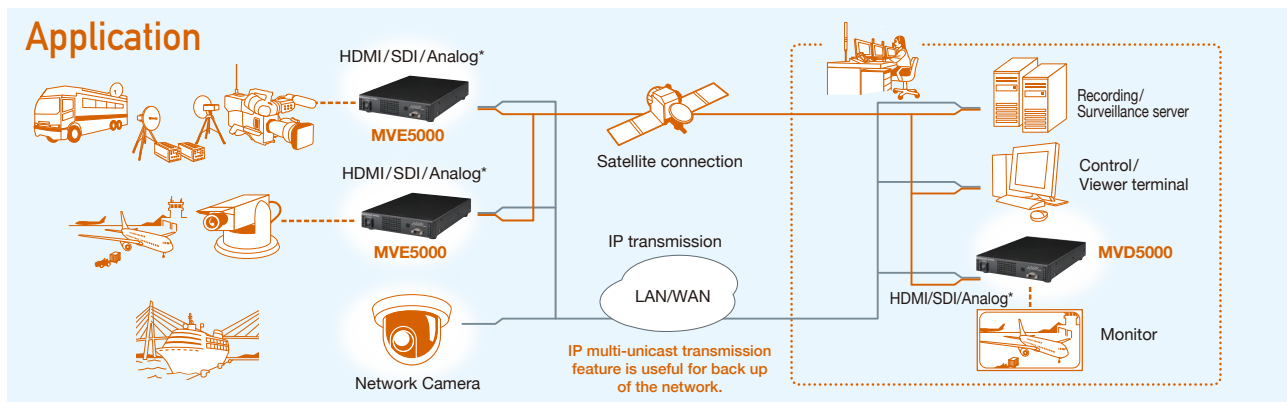 Application
HDMI/SDI/Analog*
MVE5000
HDMI/SDI/Analog*
MVE5000
Network Camera
Satellite connection
IP transmission
LAN/WAN
IP multi-unicast transmission
feature is useful for back up
of the network.
Recording/
Surveillance server
Control/
Viewer terminal
MVD5000
HDMI/SDI/Analog*
Monitor